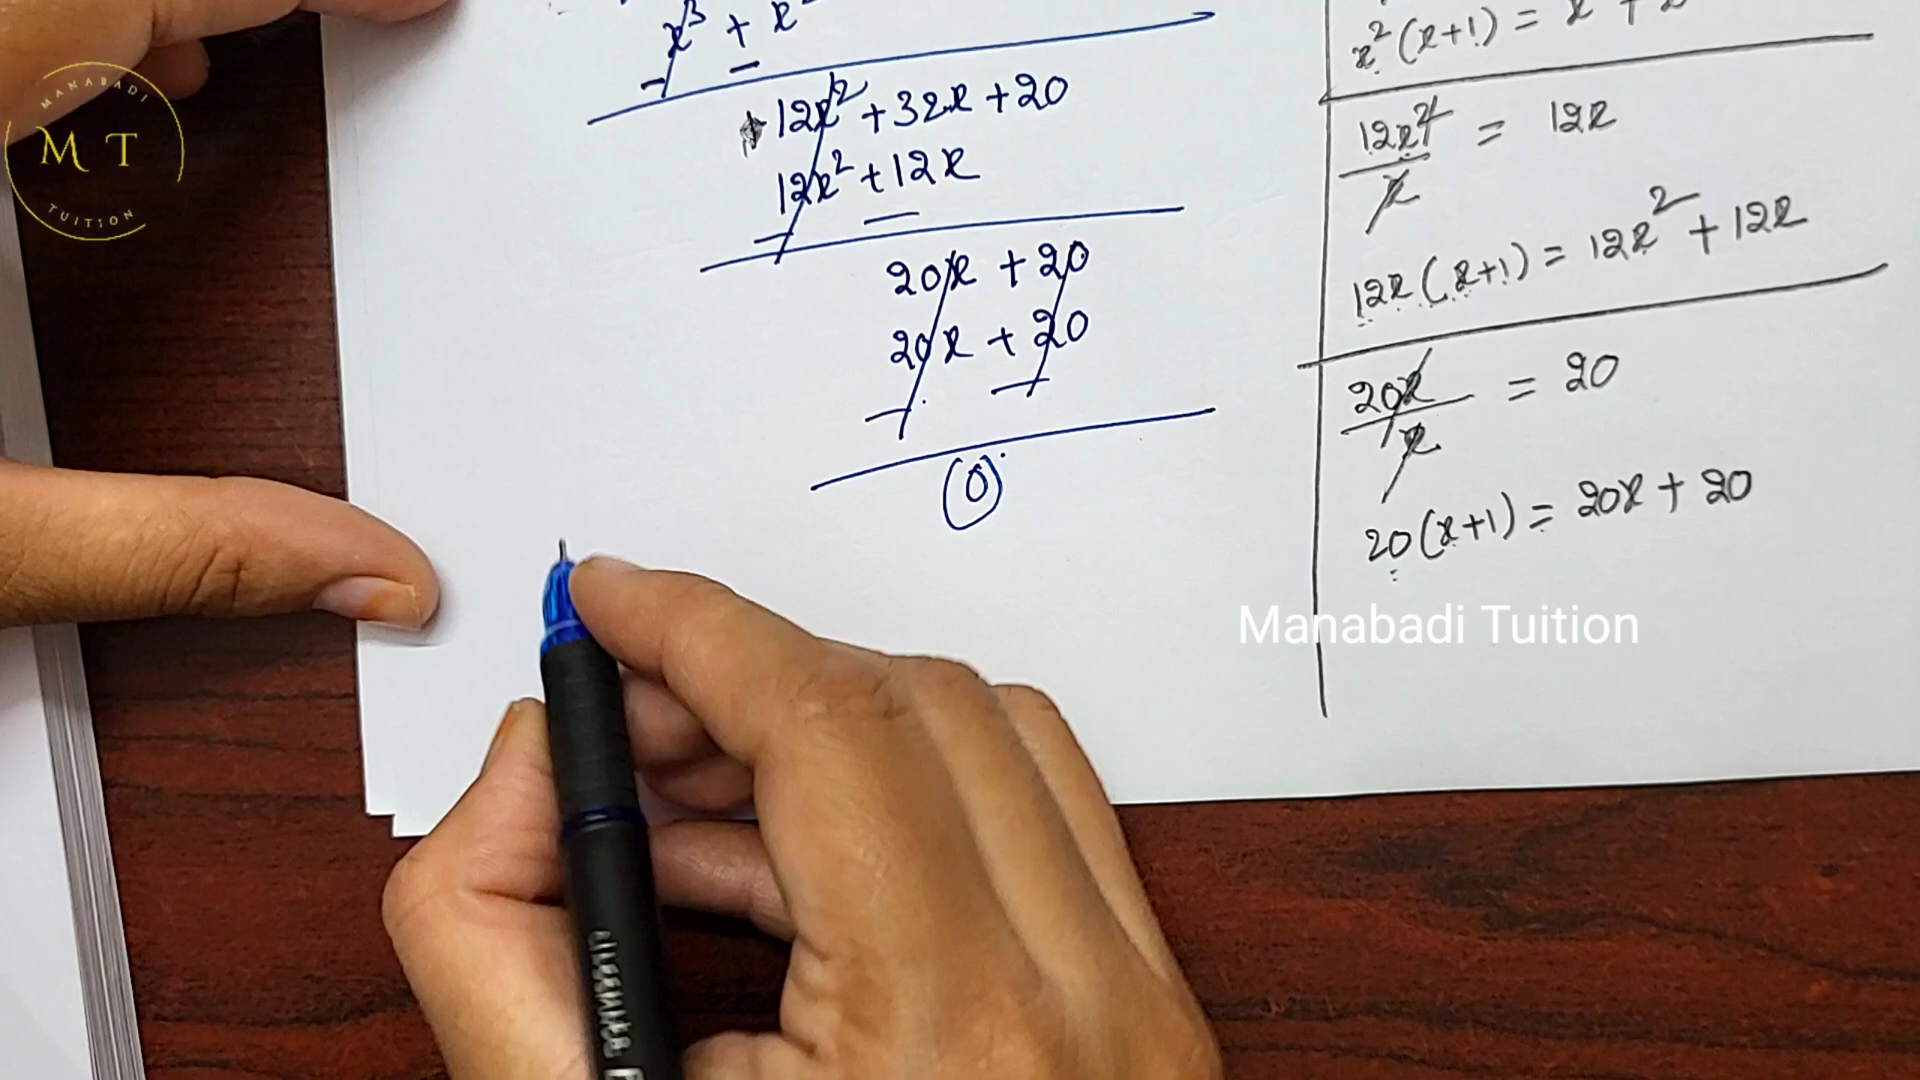 x³ + x²
12x² + 32x + 20
12x² + 12x
20x + 20
20x + 20
0
x²(x+1) = x
12x²/x = 12x
12x(x+1) = 12x² + 12x
20x/x = 20
20(x+1) = 20x + 20
MANABADI
MT
TUITION
Manabadi Tuition